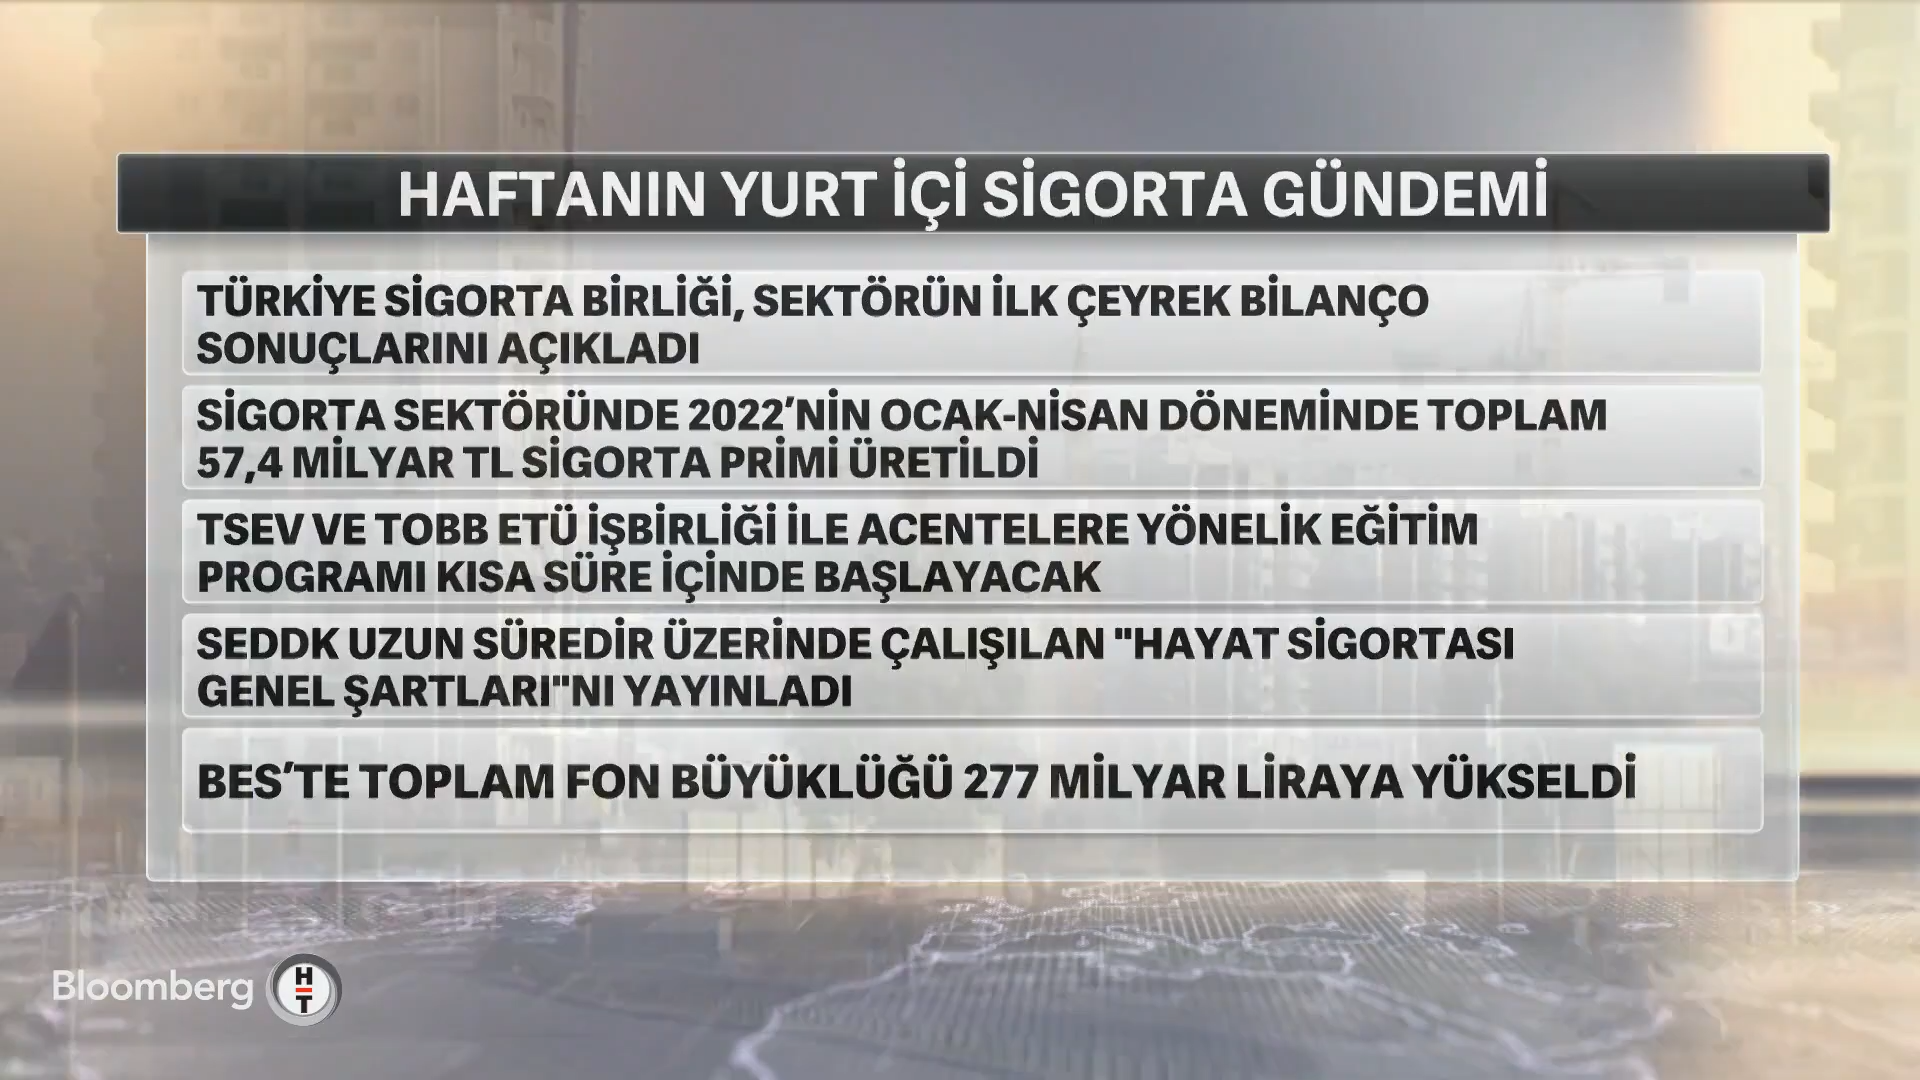 HAFTANIN YURT İÇİ SİGORTA GÜNDEMİ
TÜRKİYE SİGORTA BİRLİĞİ, SEKTÖRÜN İLK ÇEYREK BİLANÇO
SONUÇLARINI AÇIKLADI
SİGORTA SEKTÖRÜNDE 2022'NİN OCAK-NİSAN DÖNEMİNDE TOPLAM
57,4 MİLYAR TL SİGORTA PRİMİ ÜRETİLDİ
TSEV VE TOBB ETÜ İŞBİRLİĞİ İLE ACENTELERE YÖNELİK EĞİTİM
PROGRAMI KISA SÜRE İÇİNDE BAŞLAYACAK
SEDDK UZUN SÜREDİR ÜZERİNDE ÇALIŞILAN "HAYAT SİGORTASI
GENEL ŞARTLARI"NI YAYINLADI
BES'TE TOPLAM FON BÜYÜKLÜĞÜ 277 MİLYAR LİRAYA YÜKSELDİ
Bloomberg HT